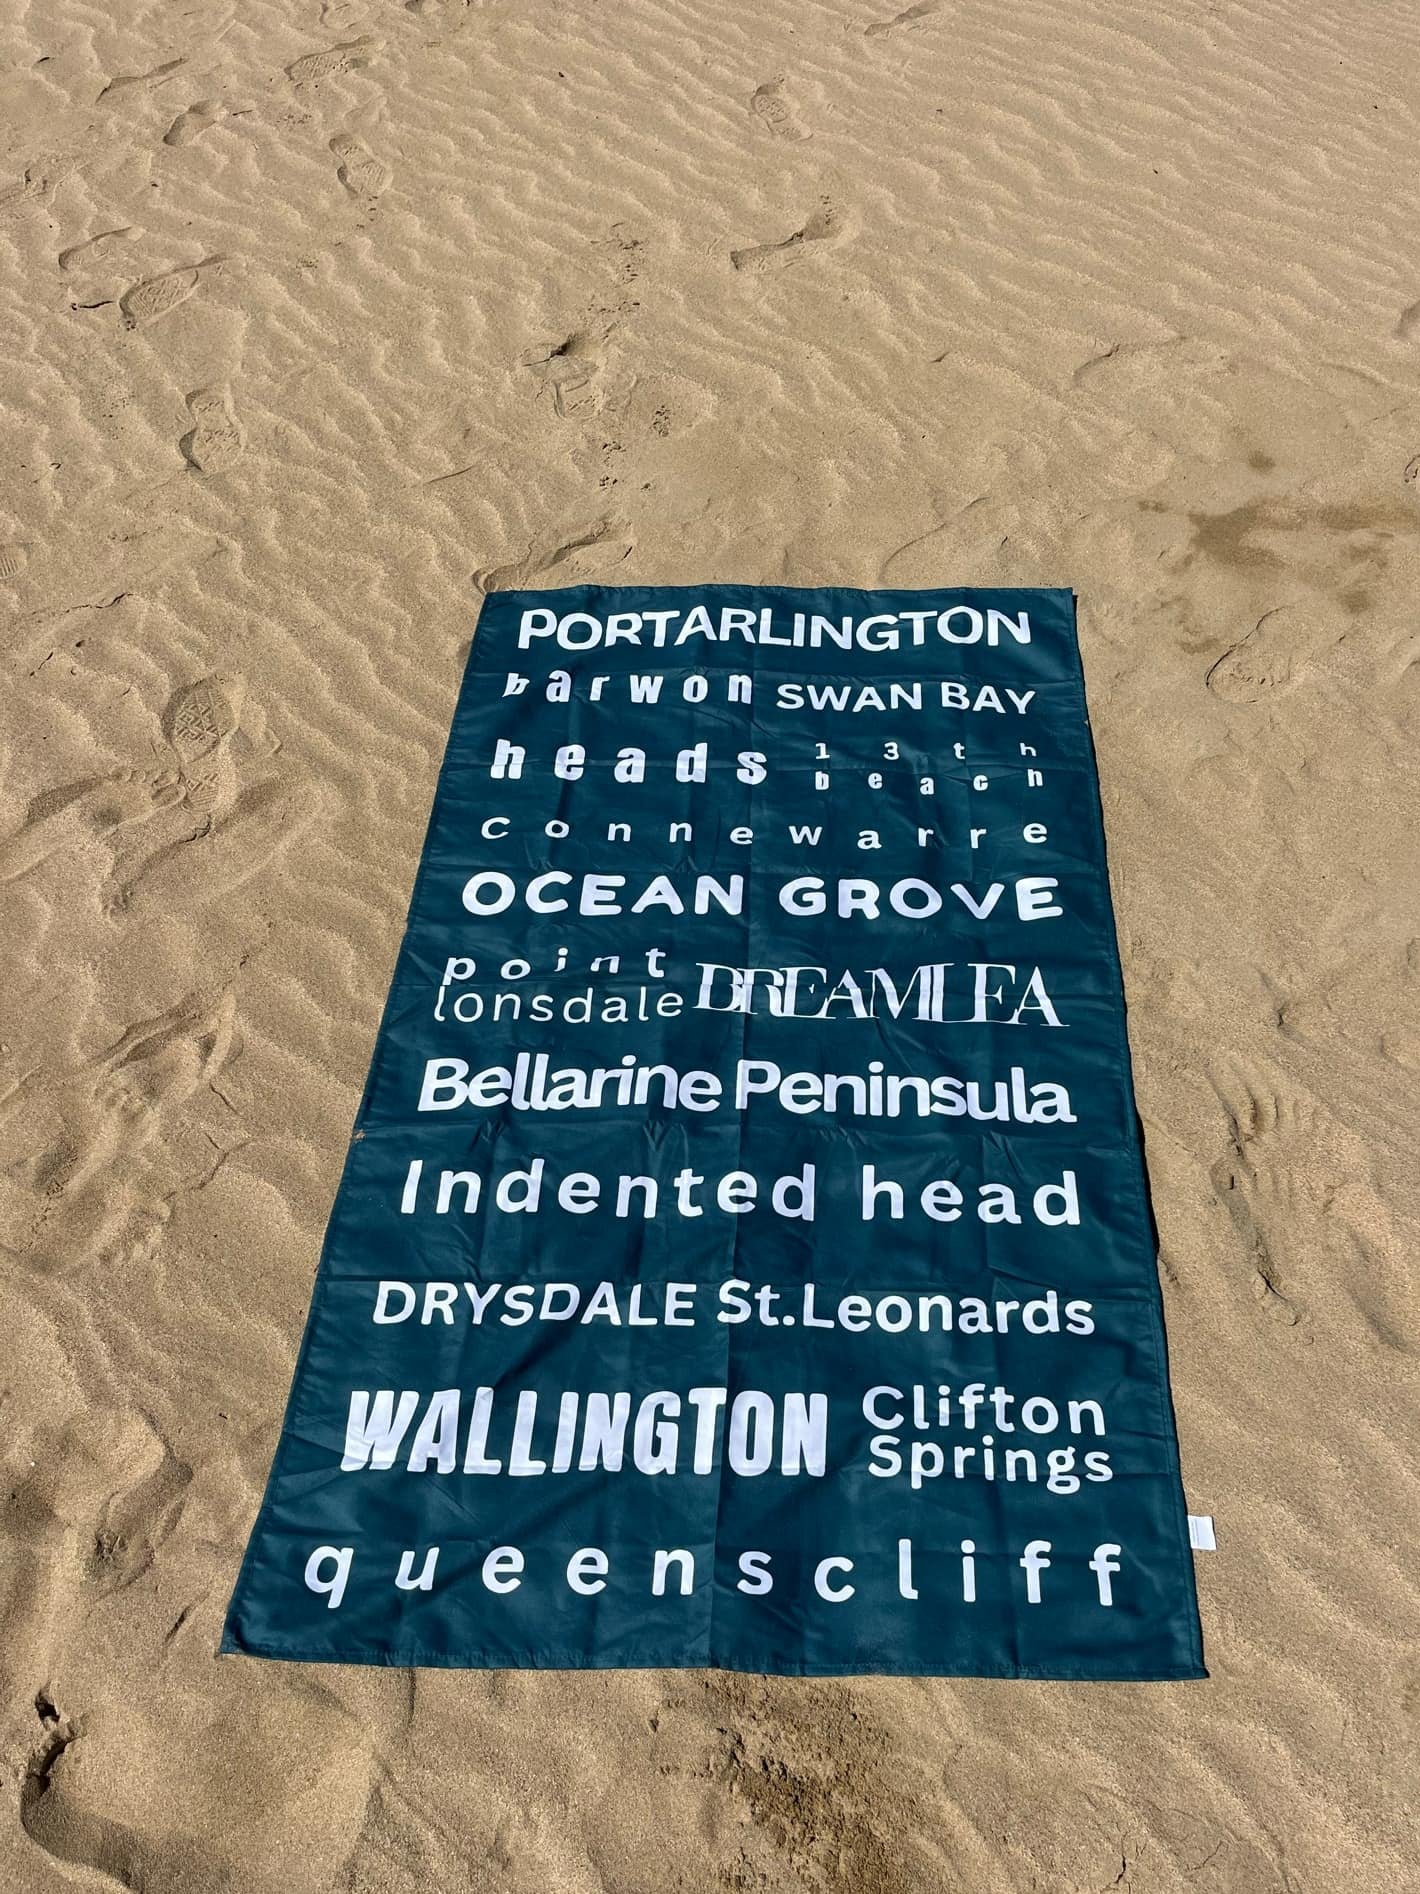 PORTARLINGTON
barwon SWAN BAY
heads 13th
beach
connewarre
OCEAN GROVE
point
lonsdale DREAMLEA
Bellarine Peninsula
Indented head
DRYSDALE St.Leonards
WALLINGTON Clifton
Springs
queenscliff